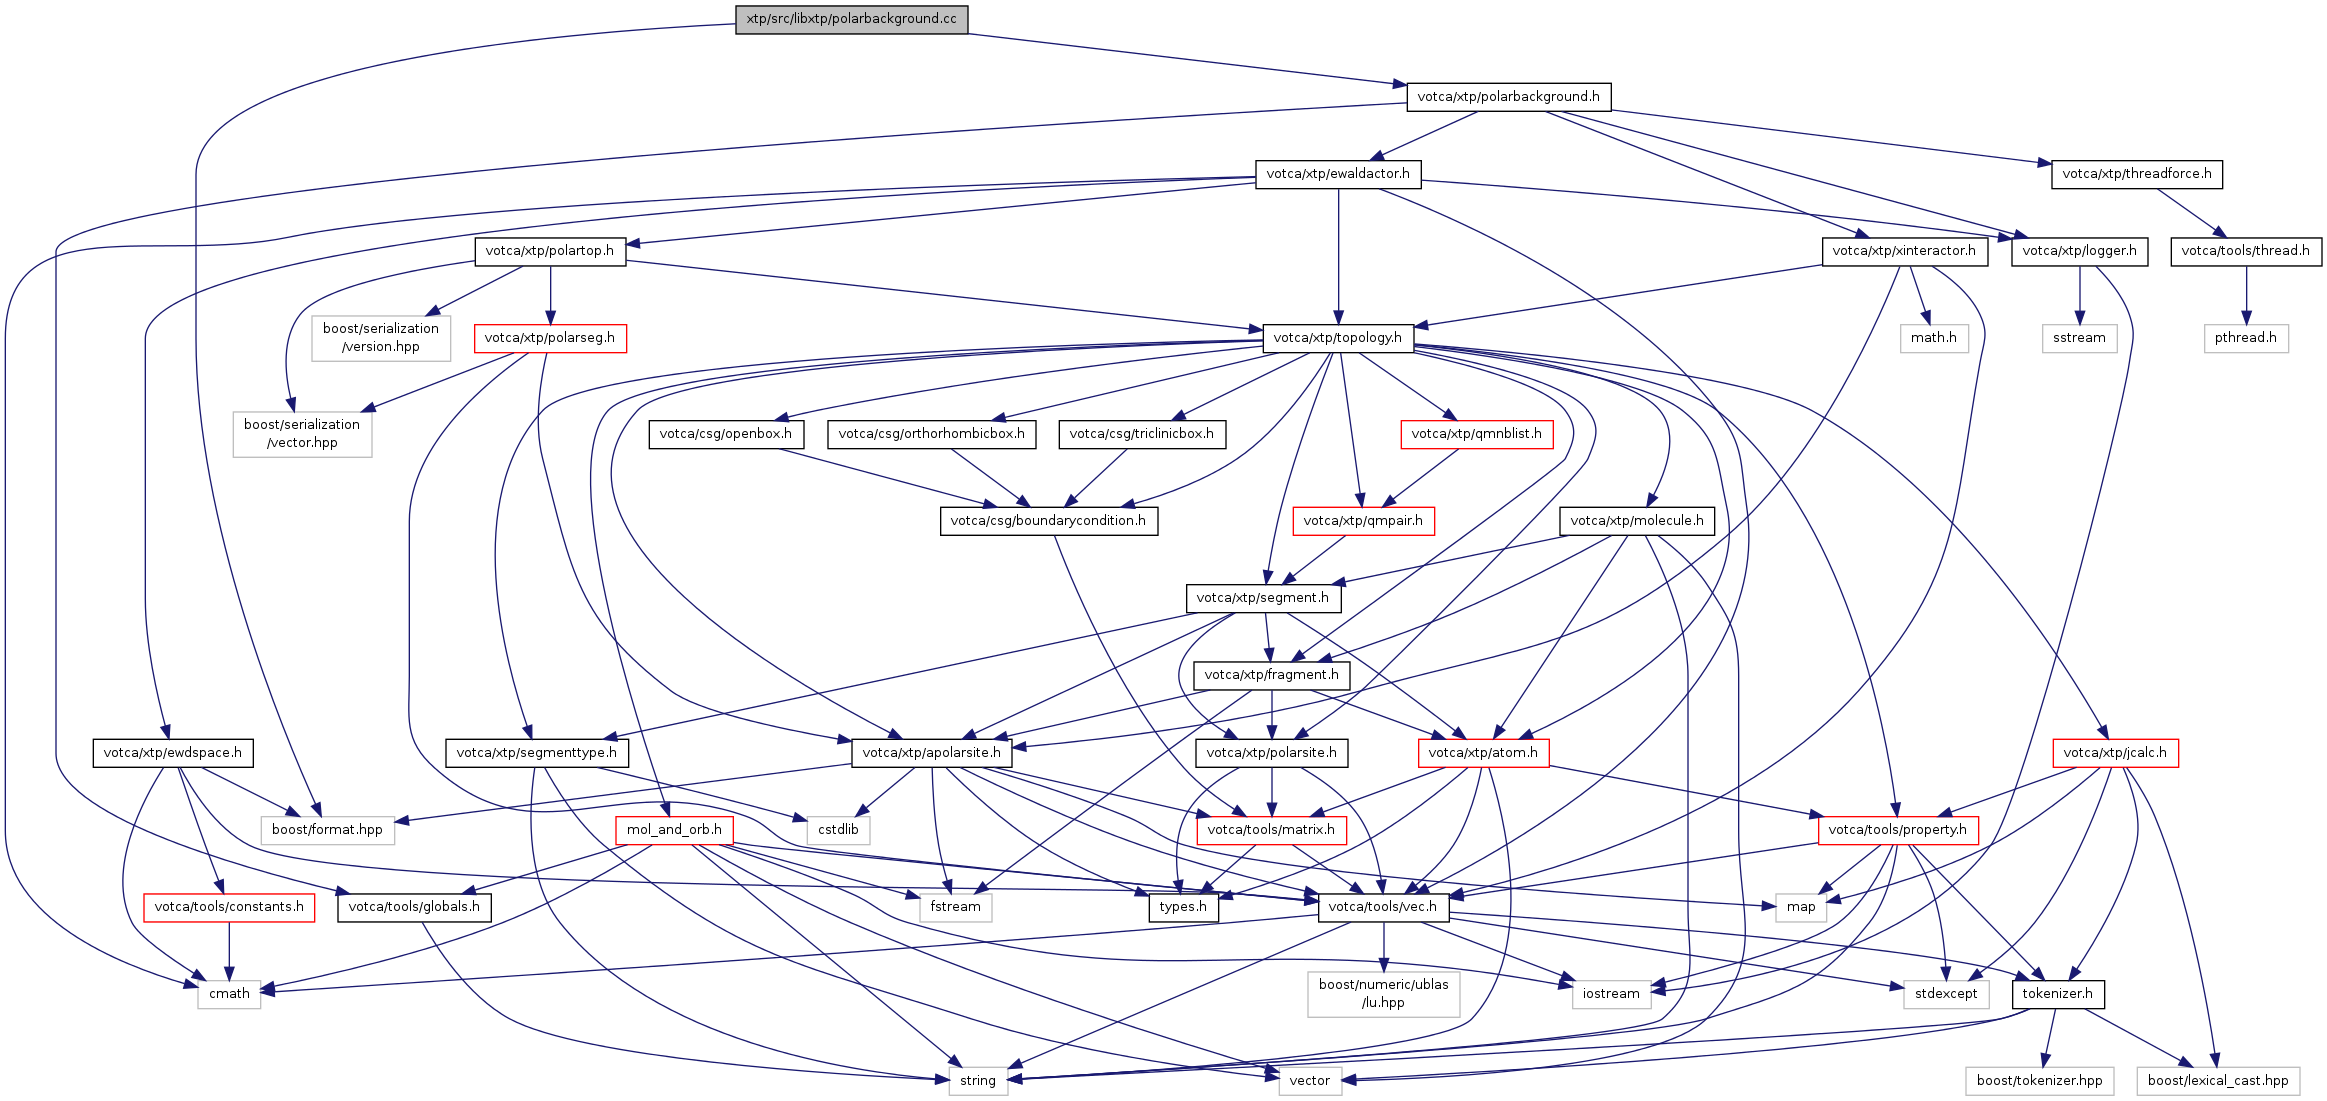 xtp/src/libxtp/polarbackground.cc
votca/xtp/polarbackground.h
votca/xtp/ewaldactor.h
votca/xtp/threadforce.h
votca/xtp/polartop.h
votca/xtp/xinteractor.h
votca/xtp/logger.h
votca/tools/thread.h
boost/serialization
/version.hpp
votca/xtp/polarseg.h
votca/xtp/topology.h
math.h
sstream
pthread.h
boost/serialization
/vector.hpp
votca/csg/openbox.h
votca/csg/orthorhombicbox.h
votca/csg/triclinicbox.h
votca/xtp/qmnblist.h
votca/csg/boundarycondition.h
votca/xtp/qmpair.h
votca/xtp/molecule.h
votca/xtp/segment.h
votca/xtp/fragment.h
votca/xtp/ewdspace.h
votca/xtp/segmenttype.h
votca/xtp/apolarsite.h
votca/xtp/polarsite.h
votca/xtp/atom.h
votca/xtp/jcalc.h
boost/format.hpp
mol_and_orb.h
cstdlib
votca/tools/matrix.h
votca/tools/property.h
votca/tools/constants.h
votca/tools/globals.h
fstream
types.h
votca/tools/vec.h
map
cmath
boost/numeric/ublas
/lu.hpp
iostream
stdexcept
tokenizer.h
string
vector
boost/tokenizer.hpp
boost/lexical_cast.hpp